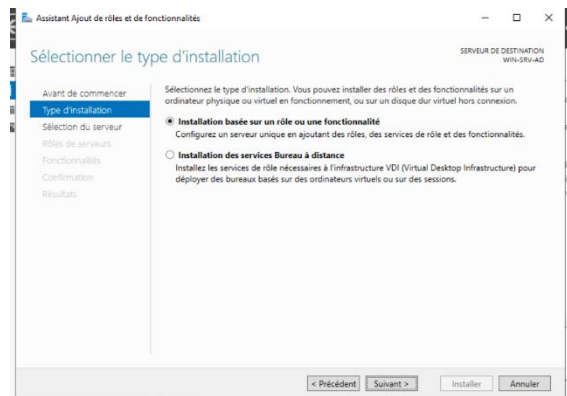 Assistant Ajout de rôles et de fonctionnalités
Sélectionner le type d'installation
SERVEUR DE DESTINATION
WIN-SRV-AD
Avant de commencer
Type d'installation
Sélection du serveur
Rôles de serveurs
Fonctionnalités
Confirmation
Résultats
Sélectionnez le type d'installation. Vous pouvez installer des rôles et des fonctionnalités sur un
ordinateur physique ou virtuel en fonctionnement, ou sur un disque dur virtuel hors connexion.
Installation basée sur un rôle ou une fonctionnalité
Configurez un serveur unique en ajoutant des rôles, des services de rôle et des fonctionnalités.
Installation des services Bureau à distance
Installez les services de rôle nécessaires à l'infrastructure VDI (Virtual Desktop Infrastructure) pour
déployer des bureaux basés sur des ordinateurs virtuels ou sur des sessions.
< Précédent Suivant > Installer Annuler